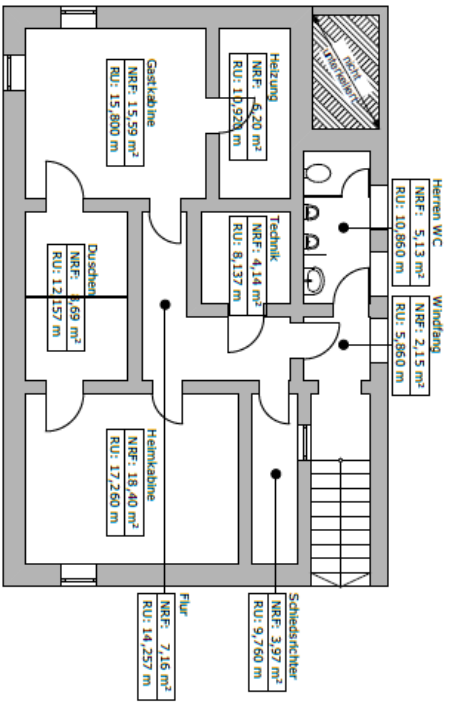 Herren WC
NRF: 5,13 m²
RU: 10,860 m
Windfang
NRF: 2,15 m²
RU: 5,860 m
nicht
unterkellert
Heizung
NRF: 6,20 m²
RU: 10,920 m
Technik
NRF: 4,14 m²
RU: 8,137 m
Schiedsrichter
NRF: 3,97 m²
RU: 9,760 m
Gastkabine
NRF: 15,59 m²
RU: 15,800 m
Heimkabine
NRF: 18,40 m²
RU: 17,260 m
Flur
NRF: 7,16 m²
RU: 14,257 m
Duschen
NRF: 8,69 m²
RU: 12,157 m